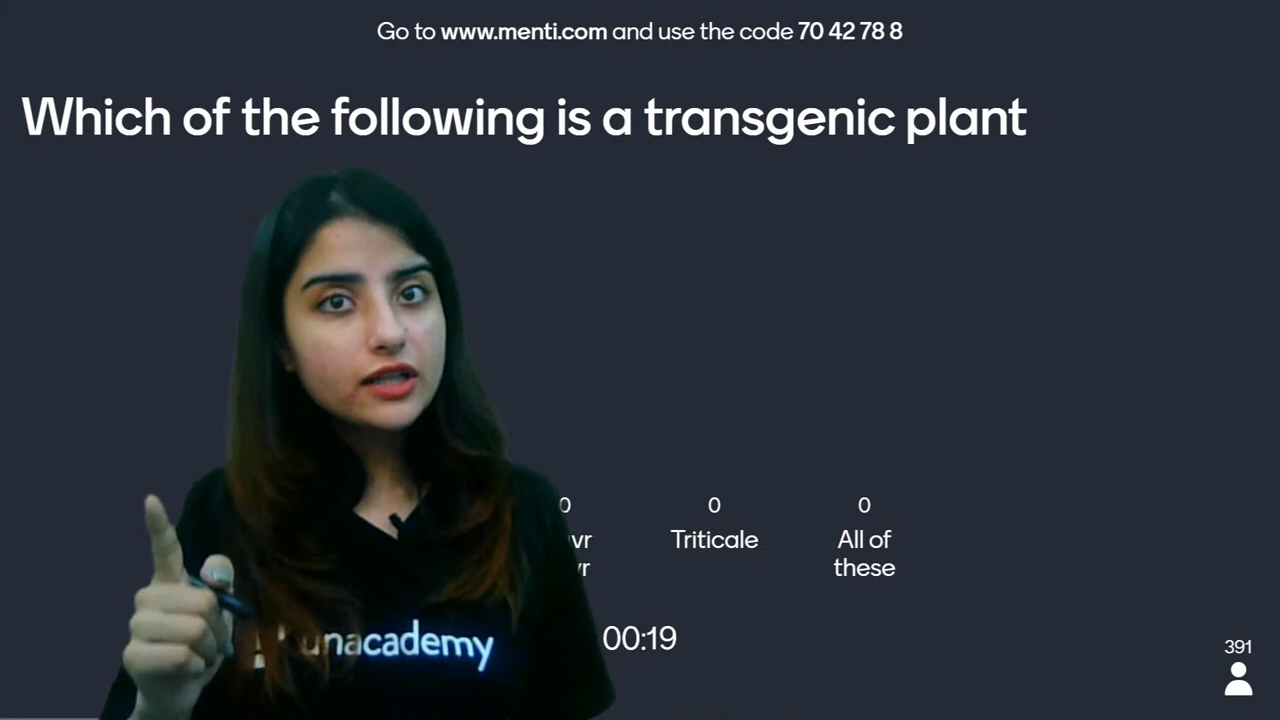 Go to www.menti.com and use the code 70 42 78 8
Which of the following is a transgenic plant
0 0 0
Triticale All of
these
unacademy
00:19
391